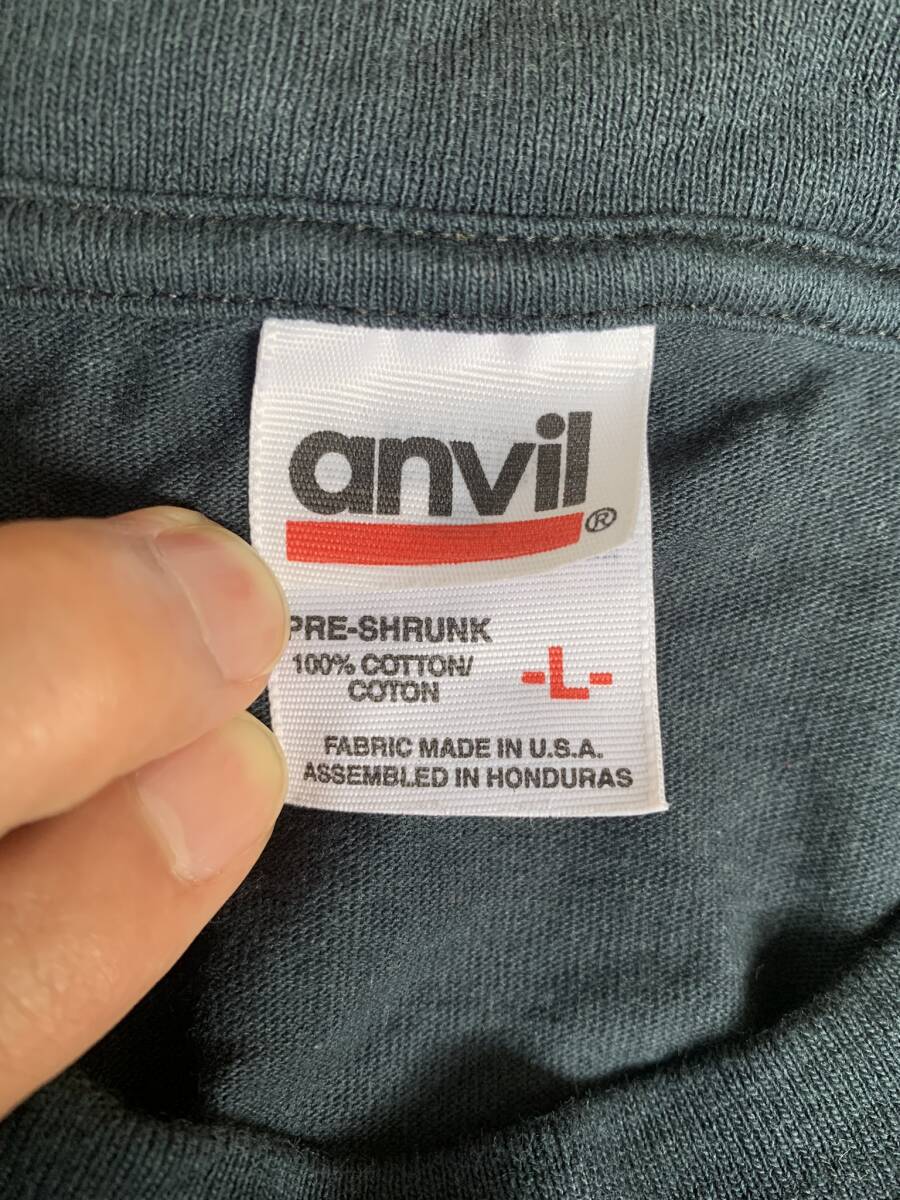 anvil®
PRE-SHRUNK
100% COTTON/
COTON
-L-
FABRIC MADE IN U.S.A.
ASSEMBLED IN HONDURAS